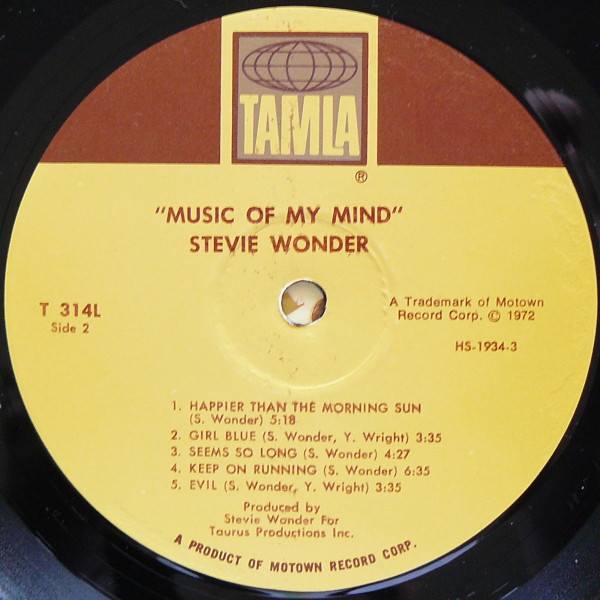 TAMLA
®
"MUSIC OF MY MIND"
STEVIE WONDER
T 314L
Side 2
A Trademark of Motown
Record Corp. © 1972
HS-1934-3
1. HAPPIER THAN THE MORNING SUN
(S. Wonder) 5:18
2. GIRL BLUE (S. Wonder, Y. Wright) 3:35
3. SEEMS SO LONG (S. Wonder) 4:27
4. KEEP ON RUNNING (S. Wonder) 6:35
5. EVIL (S. Wonder, Y. Wright) 3:35
Produced by
Stevie Wonder For
Taurus Productions Inc.
A PRODUCT OF MOTOWN RECORD CORP.